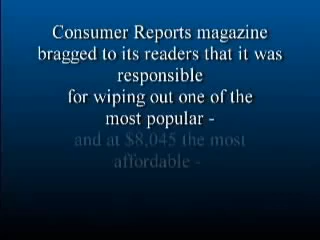 Consumer Reports magazine
bragged to its readers that it was
responsible
for wiping out one of the
most popular -
and at $8,045 the most
affordable -